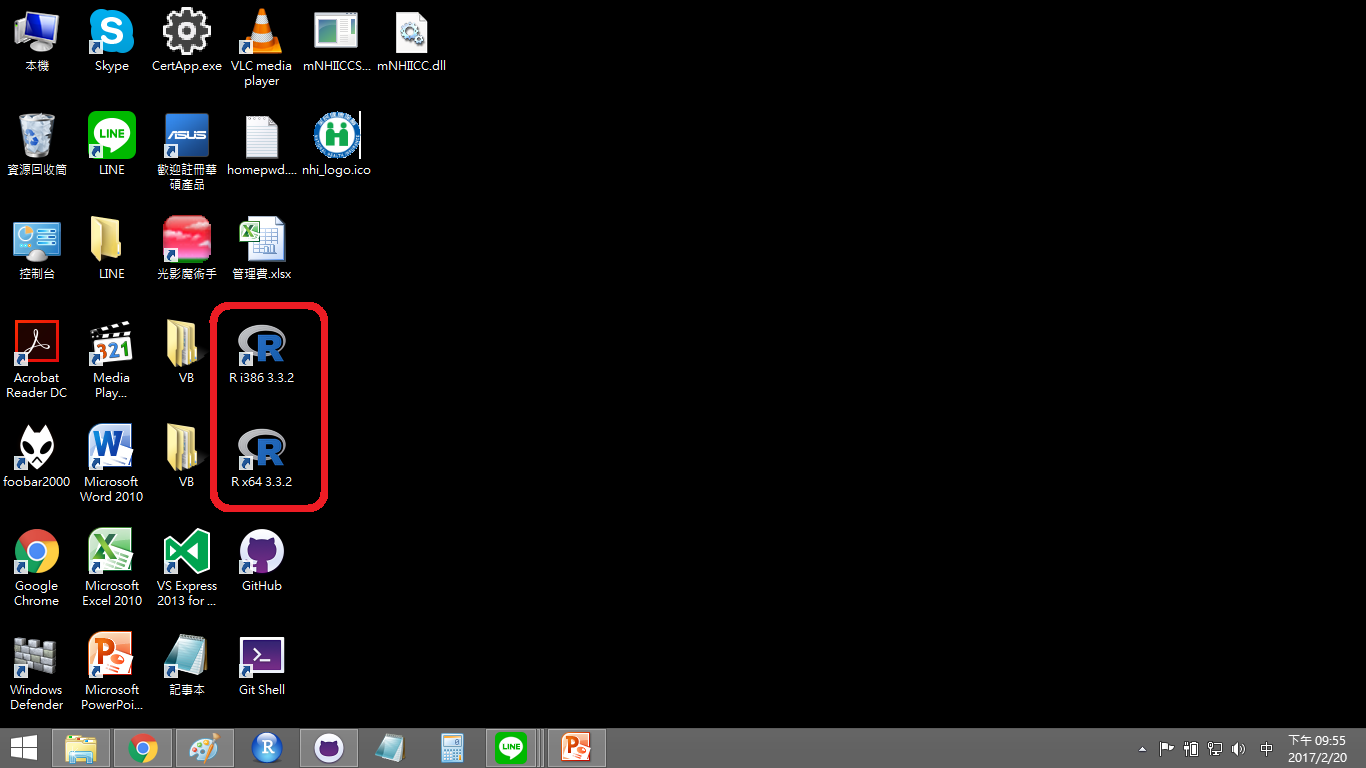 本機
Skype
CertApp.exe
VLC media
player
mNHIICCS...
mNHIICC.dll
資源回收筒
LINE
LINE
ASUS
歡迎註冊華
碩產品
homepwd....
nhi_logo.ico
控制台
LINE
光影魔術手
管理費.xlsx
Acrobat
Reader DC
321
Media
Play...
VB
R
R i386 3.3.2
foobar2000
W
Microsoft
Word 2010
VB
R
R x64 3.3.2
Google
Chrome
X
Microsoft
Excel 2010
VS Express
2013 for ...
GitHub
Windows
Defender
P
Microsoft
PowerPoi...
記事本
Git Shell
R
LINE
P
中
下午 09:55
2017/2/20